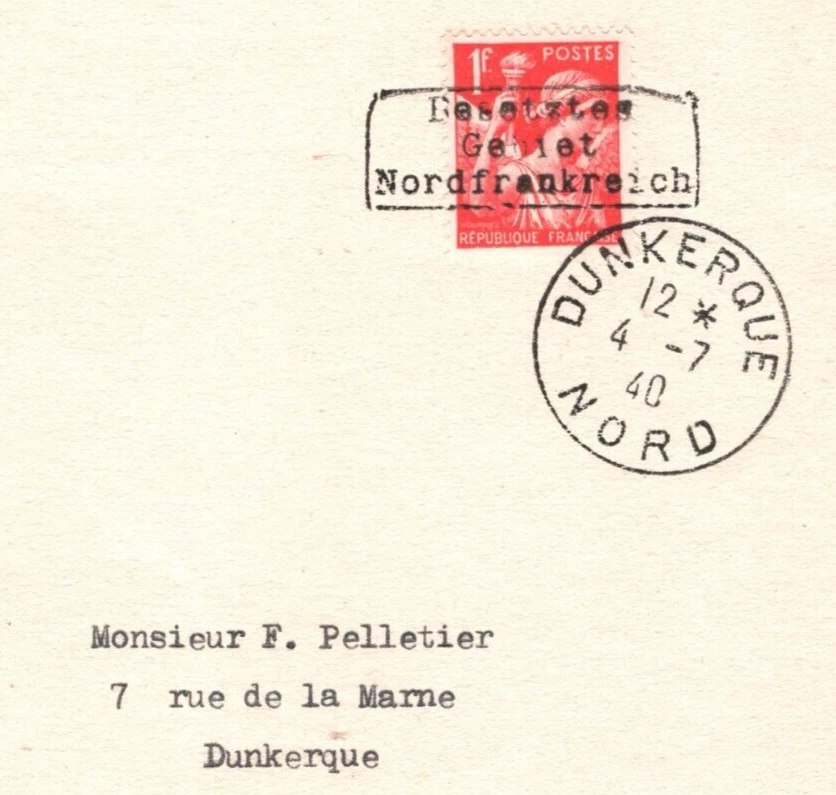 1F. POSTES
Besetztes
Gebiet
Nordfrankreich
RÉPUBLIQUE FRANÇAISE
DUNKERQUE
12 *
4 -7
40
NORD
Monsieur F. Pelletier
7 rue de la Marne
Dunkerque